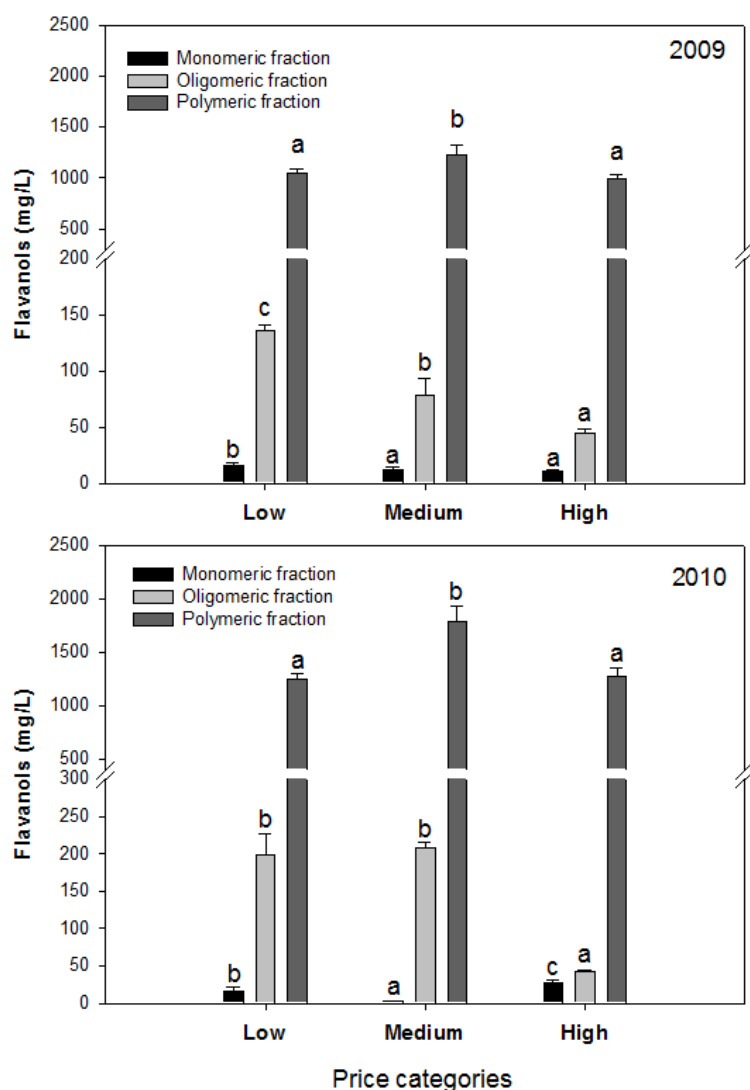 2500
2000
1500
1000
500
200
150
100
50
0
Flavanols (mg/L)
Monomeric fraction
Oligomeric fraction
Polymeric fraction
2009
b
c
a
a
b
b
a
a
a
Low Medium High
2500
2000
1500
1000
500
300
250
200
150
100
50
0
Flavanols (mg/L)
Monomeric fraction
Oligomeric fraction
Polymeric fraction
2010
b
b
a
a
b
b
c
a
a
Low Medium High
Price categories